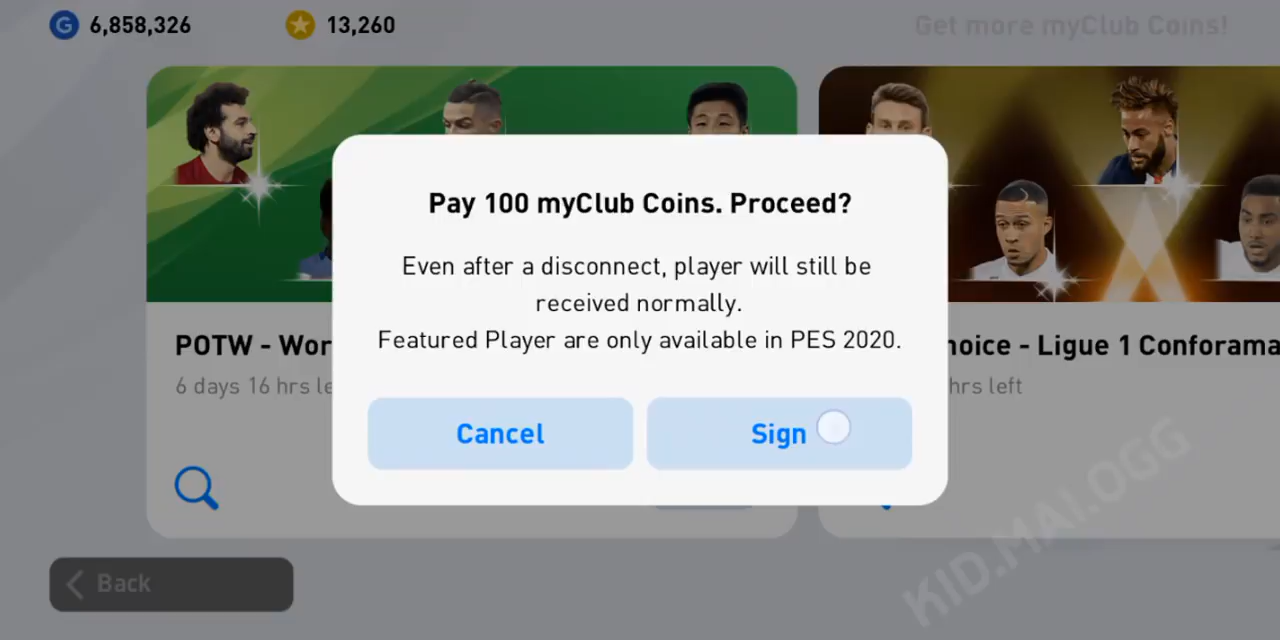 G 6,858,326
13,260
Get more myClub Coins!
Pay 100 myClub Coins. Proceed?
Even after a disconnect, player will still be
received normally.
Featured Player are only available in PES 2020.
POTW - Wor
hoice - Ligue 1 Conforama
6 days 16 hrs le
hrs left
Cancel
Sign
Back
KID.MAI.OGG